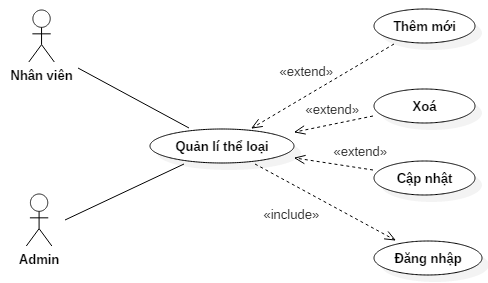 Thêm mới
Nhân viên
«extend»
Xoá
«extend»
Quản lí thể loại
«extend»
Cập nhật
«include»
Admin
Đăng nhập